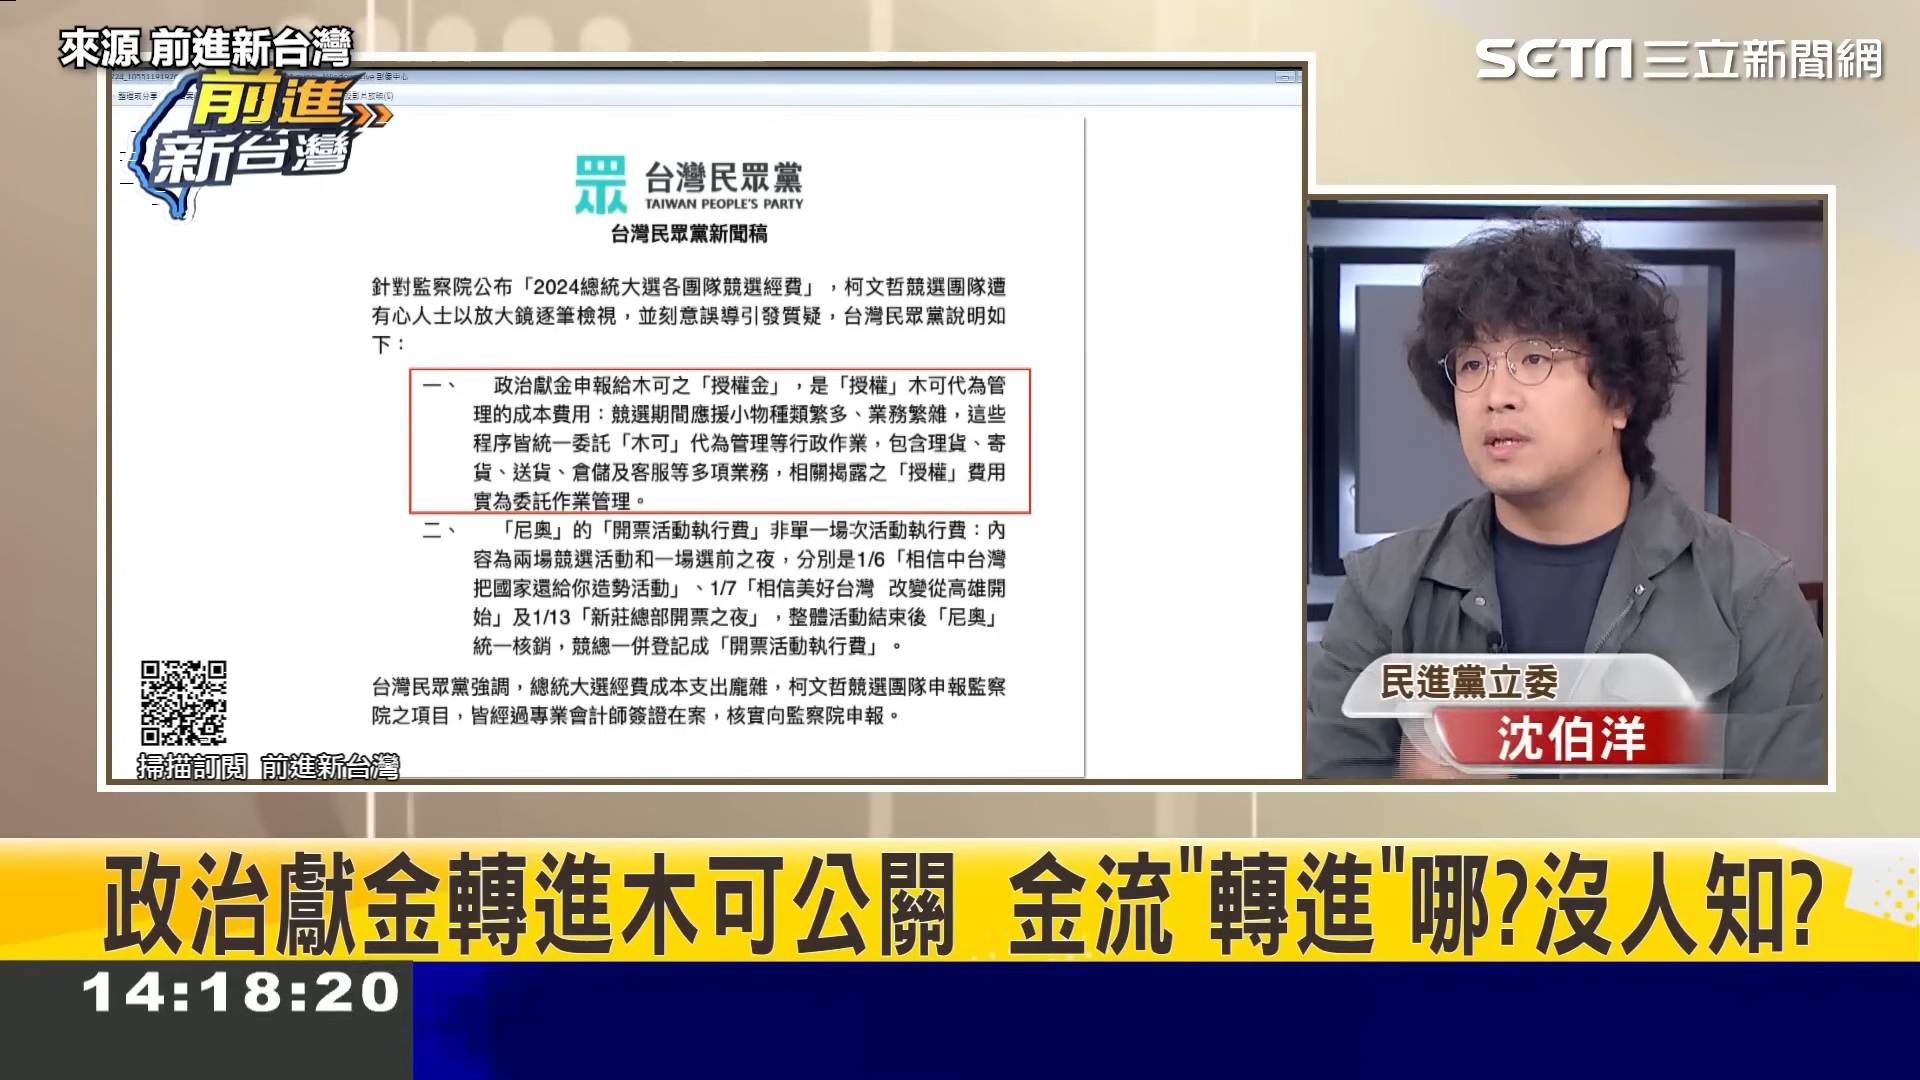 來源 前進新台灣
SETN三立新聞網
前進
新台灣
整理或分享
台灣民眾黨
TAIWAN PEOPLE'S PARTY
台灣民眾黨新聞稿
針對監察院公布「2024總統大選各團隊競選經費」，柯文哲競選團隊遭
有心人士以放大鏡逐筆檢視，並刻意誤導引發質疑，台灣民眾黨說明如
下：
一、 政治獻金申報給木可之「授權金」，是「授權」木可代為管
理的成本費用：競選期間應援小物種類繁多、業務繁雜，這些
程序皆統一委託「木可」代為管理等行政作業，包含理貨、寄
貨、送貨、倉儲及客服等多項業務，相關揭露之「授權」費用
實為委託作業管理。
二、 「尼奧」的「開票活動執行費」非單一場次活動執行費：內
容為兩場競選活動和一場選前之夜，分別是1/6「相信中台灣
把國家還給你造勢活動」、1/7「相信美好台灣 改變從高雄開
始」及1/13「新莊總部開票之夜」，整體活動結束後「尼奧」
統一核銷，競總一併登記成「開票活動執行費」。
台灣民眾黨強調，總統大選經費成本支出龐雜，柯文哲競選團隊申報監察
院之項目，皆經過專業會計師簽證在案，核實向監察院申報。
掃描訂閱 前進新台灣
民進黨立委
沈伯洋
政治獻金轉進木可公關 金流"轉進"哪?沒人知?
14:18:20